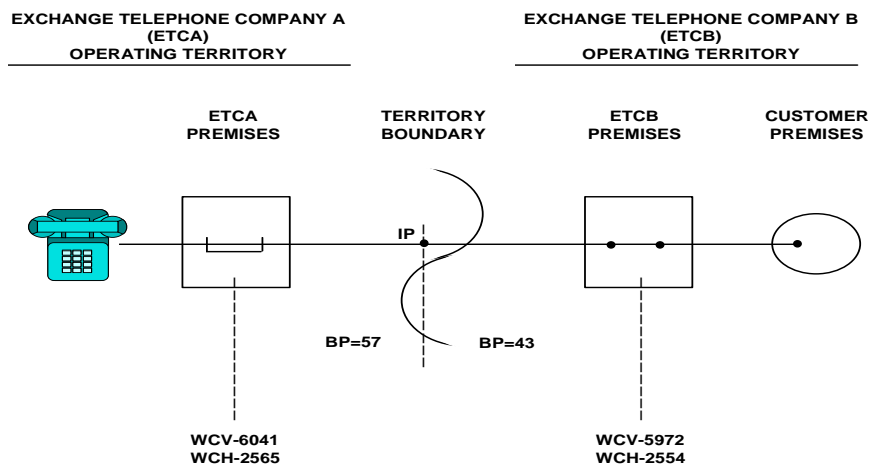 EXCHANGE TELEPHONE COMPANY A
(ETCA)
OPERATING TERRITORY
EXCHANGE TELEPHONE COMPANY B
(ETCB)
OPERATING TERRITORY
ETCA
PREMISES
TERRITORY
BOUNDARY
ETCB
PREMISES
CUSTOMER
PREMISES
IP
BP=57
BP=43
WCV-6041
WCH-2565
WCV-5972
WCH-2554